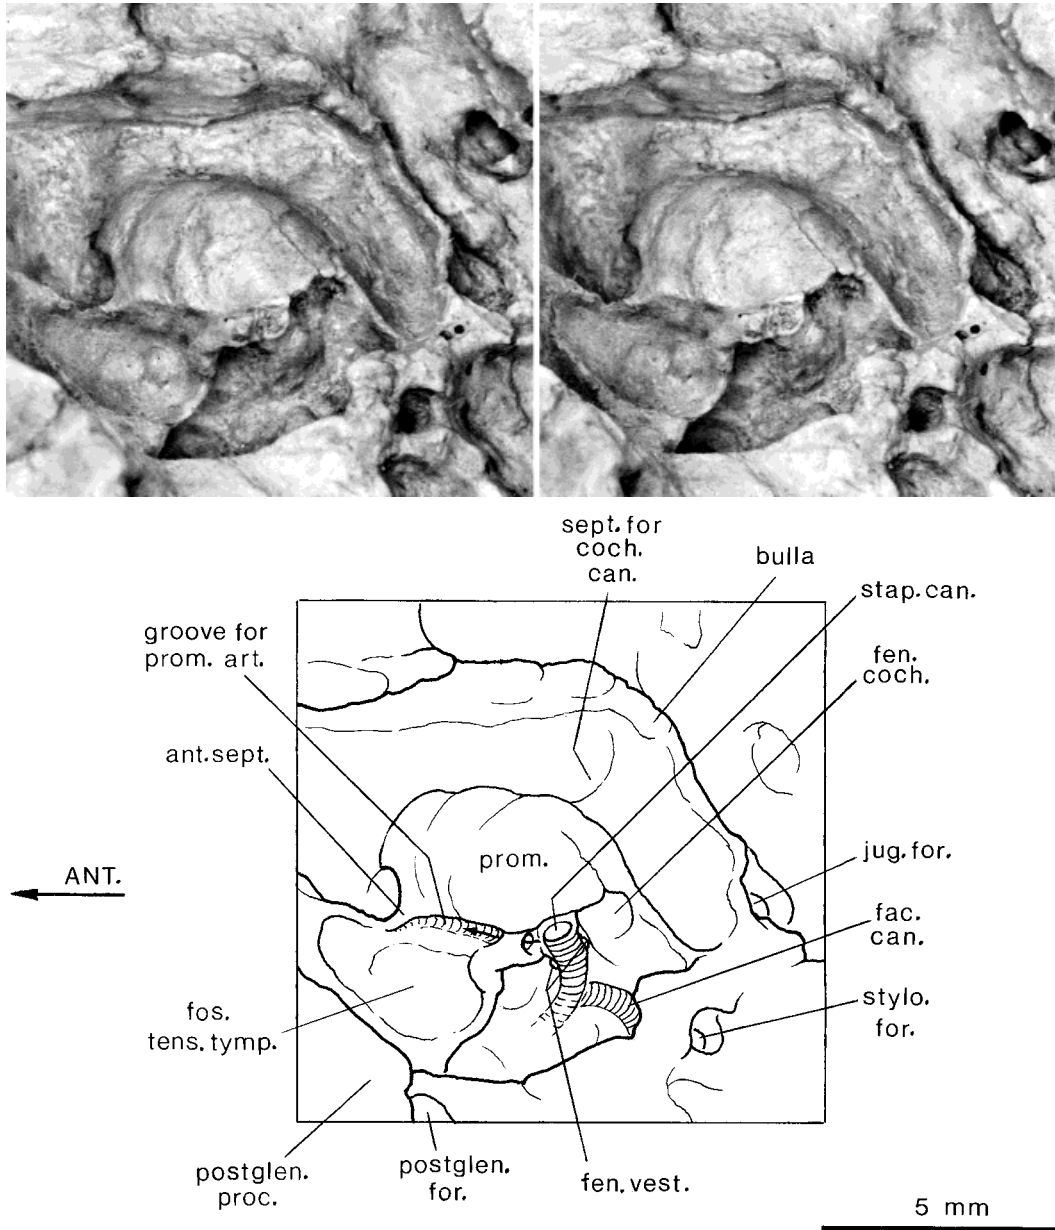 sept. for
coch.
can.
bulla
stap. can.
groove for
prom. art.
fen.
coch.
ant. sept.
prom.
ANT.
jug. for.
fac.
can.
fos.
tens. tymp.
stylo.
for.
postglen.
proc.
postglen.
for.
fen. vest.
5 mm